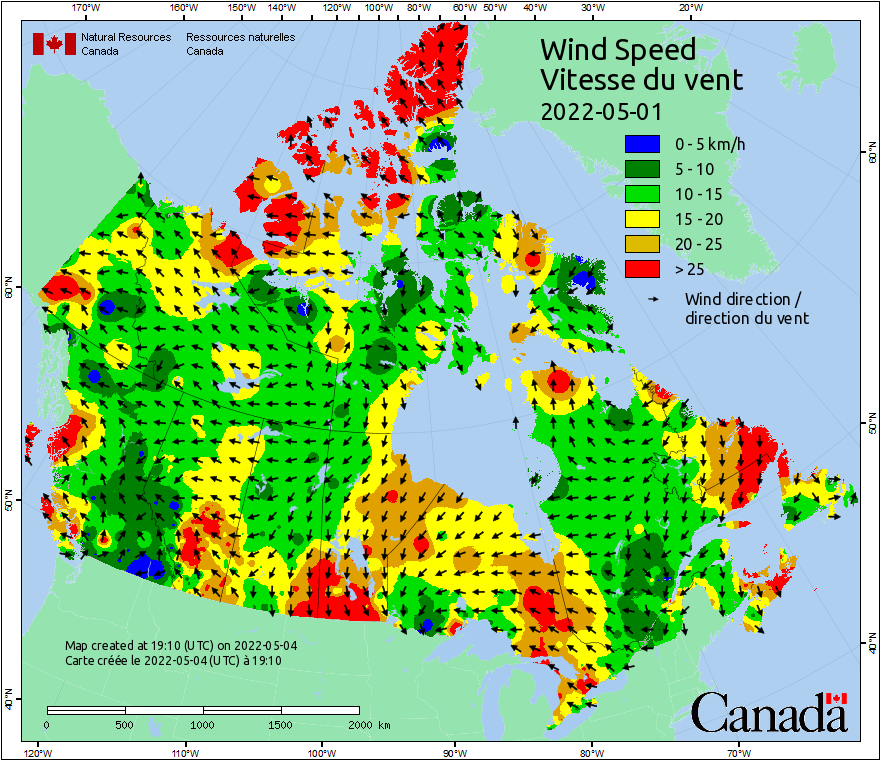 170°W 160°W 150°W 140°W 120°W 100°W 80°W 60°W 50°W 40°W 30°W 20°W
Natural Resources Canada
Ressources naturelles Canada
Wind Speed
Vitesse du vent
2022-05-01
0 - 5 km/h
5 - 10
10 - 15
15 - 20
20 - 25
> 25
Wind direction /
direction du vent
60°N
50°N
40°N
60°N
50°N
40°N
Map created at 19:10 (UTC) on 2022-05-04
Carte créée le 2022-05-04 (UTC) à 19:10
0 500 1000 1500 2000 km
Canada
120°W 110°W 100°W 90°W 80°W 70°W